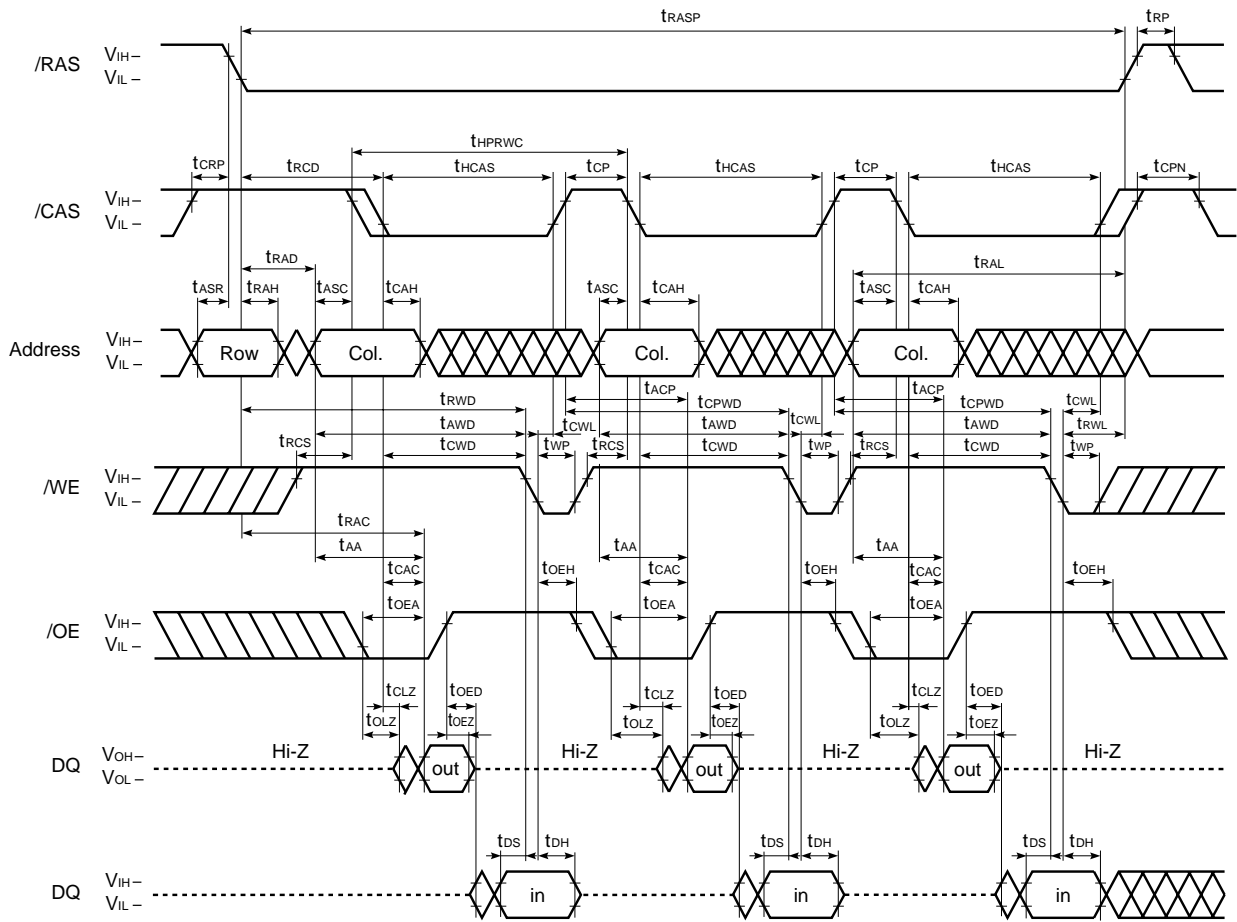 tRASP tRP
/RAS VIH–
VIL –
tHPRWC
tCRP tRCD tHCAS tCP tHCAS tCP tHCAS tCPN
/CAS VIH–
VIL –
tRAD tRAL
tASR tRAH tASC tCAH tASC tCAH tASC tCAH
Address VIH–
VIL –
Row Col. Col. Col.
tACP tACP
tRWD tCPWD tCPWD tCWL
tAWD tCWL tAWD tCWL tAWD tRWL
tRCS tCWD tWP tRCS tCWD tWP tRCS tCWD tWP
/WE VIH–
VIL –
tRAC
tAA tAA tAA
tCAC tOEH tCAC tOEH tCAC tOEH
tOEA tOEA tOEA
/OE VIH–
VIL –
tCLZ tOED tCLZ tOED tCLZ tOED
tOLZ tOEZ tOLZ tOEZ tOLZ tOEZ
DQ VOH–
VOL –
Hi-Z out Hi-Z out Hi-Z out Hi-Z
tDS tDH tDS tDH tDS tDH
DQ VIH–
VIL –
in in in